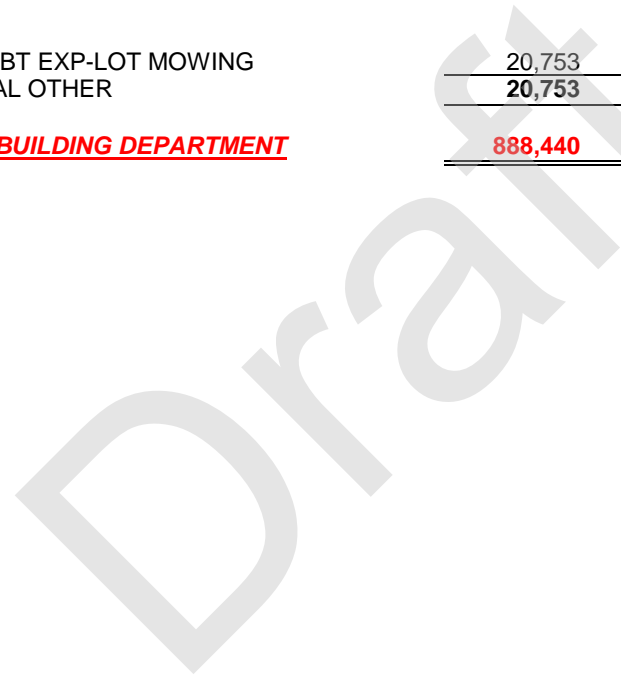 BT EXP-LOT MOWING 20,753
AL OTHER 20,753
BUILDING DEPARTMENT 888,440
Draft